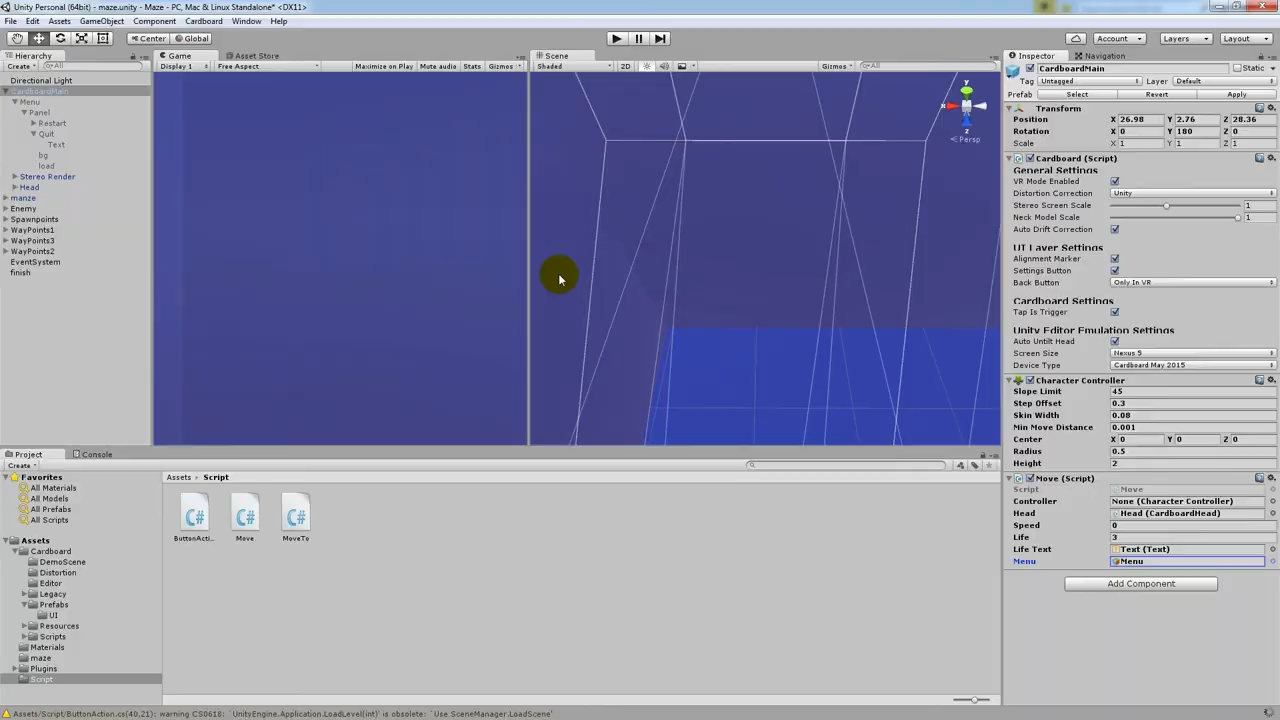 Unity Personal (64bit) - maze.unity - Maze - PC, Mac & Linux Standalone* <DX11>
File Edit Assets GameObject Component Cardboard Window Help
Center Global Account Layers Layout
Hierarchy Game Asset Store Scene Inspector Navigation
Create All Display 1 Free Aspect Maximize on Play Mute audio Stats Gizmos Shaded 2D Gizmos All CardboardMain Static
Directional Light
CardboardMain
Menu
Panel
Restart
Quit
Text
bg
load
Stereo Render
Head
manze
Enemy
Spawnpoints
WayPoints1
WayPoints3
WayPoints2
EventSystem
finish
y
x
z
Persp
Tag Untagged Layer Default
Prefab Select Revert Apply
Transform
Position X 26.98 Y 2.76 Z 28.36
Rotation X 0 Y 180 Z 0
Scale X 1 Y 1 Z 1
Cardboard (Script)
General Settings
VR Mode Enabled
Distortion Correction Unity
Stereo Screen Scale 1
Neck Model Scale 1
Auto Drift Correction
UI Layer Settings
Alignment Marker
Settings Button
Back Button Only In VR
Cardboard Settings
Tap Is Trigger
Unity Editor Emulation Settings
Auto Untilt Head
Screen Size Nexus 5
Device Type Cardboard May 2015
Character Controller
Slope Limit 45
Step Offset 0.3
Skin Width 0.08
Min Move Distance 0.001
Center X 0 Y 0 Z 0
Radius 0.5
Height 2
Move (Script)
Script Move
Controller None (Character Controller)
Head Head (CardboardHead)
Speed 0
Life 3
Life Text Text (Text)
Menu Menu
Add Component
Project Console
Create
Favorites
All Materials
All Models
All Prefabs
All Scripts
Assets
Cardboard
DemoScene
Distortion
Editor
Legacy
Prefabs
UI
Resources
Scripts
Materials
maze
Plugins
Script
Assets Script
C# C# C#
ButtonActi... Move MoveTo
Assets/Script/ButtonAction.cs(40,21): warning CS0618: `UnityEngine.Application.LoadLevel(int)' is obsolete: `Use SceneManager.LoadScene'